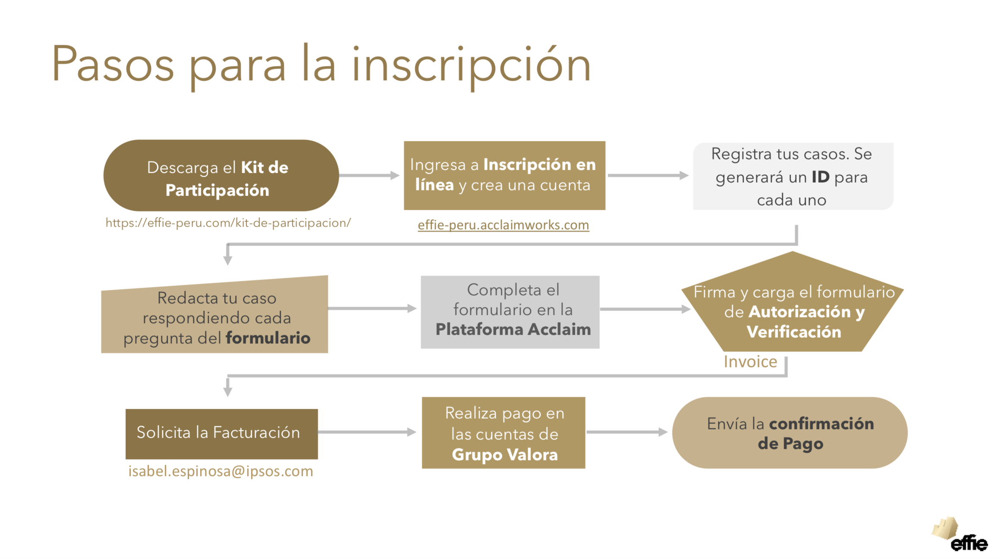 Pasos para la inscripción
Descarga el Kit de
Participación
https://effie-peru.com/kit-de-participacion/
Ingresa a Inscripción en
línea y crea una cuenta
effie-peru.acclaimworks.com
Registra tus casos. Se
generará un ID para
cada uno
Redacta tu caso
respondiendo cada
pregunta del formulario
Completa el
formulario en la
Plataforma Acclaim
Firma y carga el formulario
de Autorización y
Verificación
Invoice
Solicita la Facturación
isabel.espinosa@ipsos.com
Realiza pago en
las cuentas de
Grupo Valora
Envía la confirmación
de Pago
effie